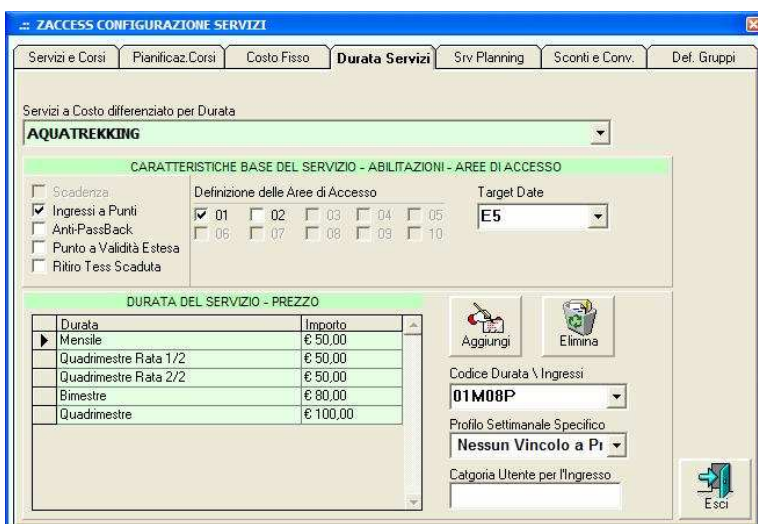 .:: ZACCESS CONFIGURAZIONE SERVIZI
Servizi e Corsi
Pianificaz.Corsi
Costo Fisso
Durata Servizi
Srv Planning
Sconti e Conv.
Def. Gruppi
Servizi a Costo differenziato per Durata
AQUATREKKING
CARATTERISTICHE BASE DEL SERVIZIO - ABILITAZIONI - AREE DI ACCESSO
Scadenza
Ingressi a Punti
Anti-PassBack
Punto a Validità Estesa
Ritiro Tess Scaduta
Definizione delle Aree di Accesso
01 02 03 04 05
06 07 08 09 10
Target Date
E5
DURATA DEL SERVIZIO - PREZZO
Durata Importo
Mensile € 50,00
Quadrimestre Rata 1/2 € 50,00
Quadrimestre Rata 2/2 € 50,00
Bimestre € 80,00
Quadrimestre € 100,00
Aggiungi
Elimina
Codice Durata \ Ingressi
01M08P
Profilo Settimanale Specifico
Nessun Vincolo a Pr
Catgoria Utente per l'Ingresso
Esci